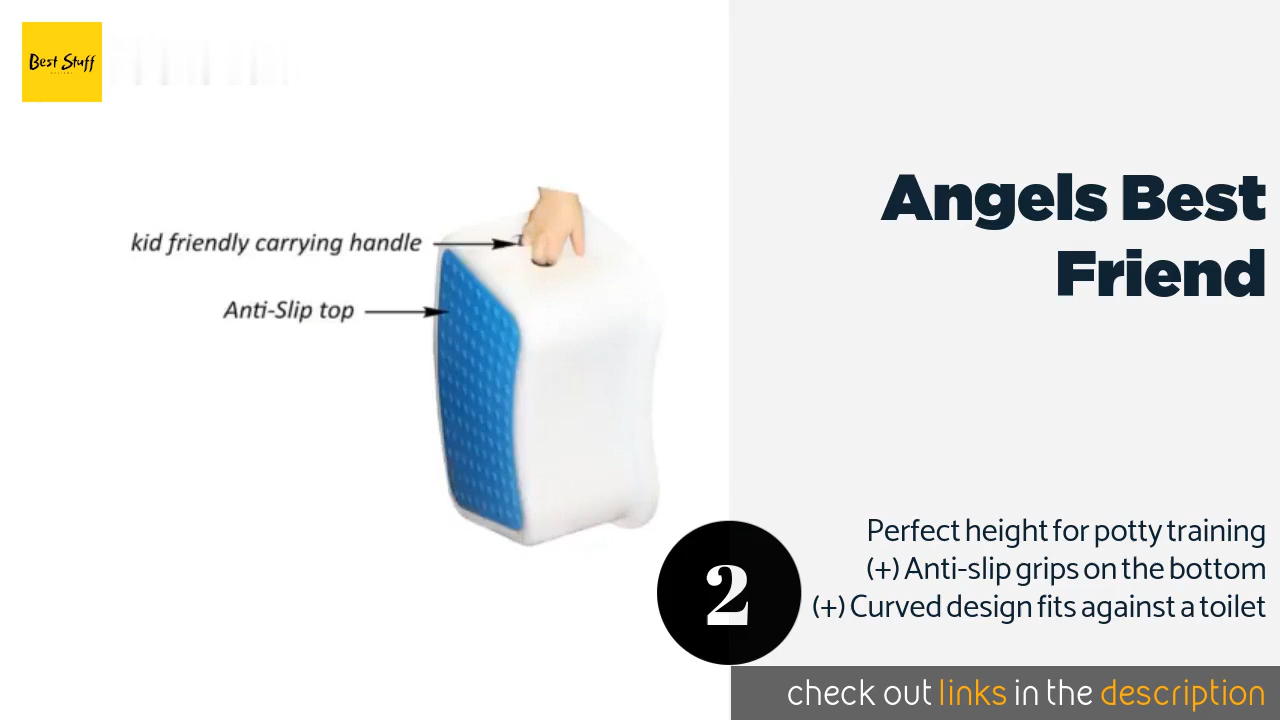 Best Stuff
kid friendly carrying handle
Anti-Slip top
Angels Best
Friend
Perfect height for potty training
(+) Anti-slip grips on the bottom
(+) Curved design fits against a toilet
2
check out links in the description